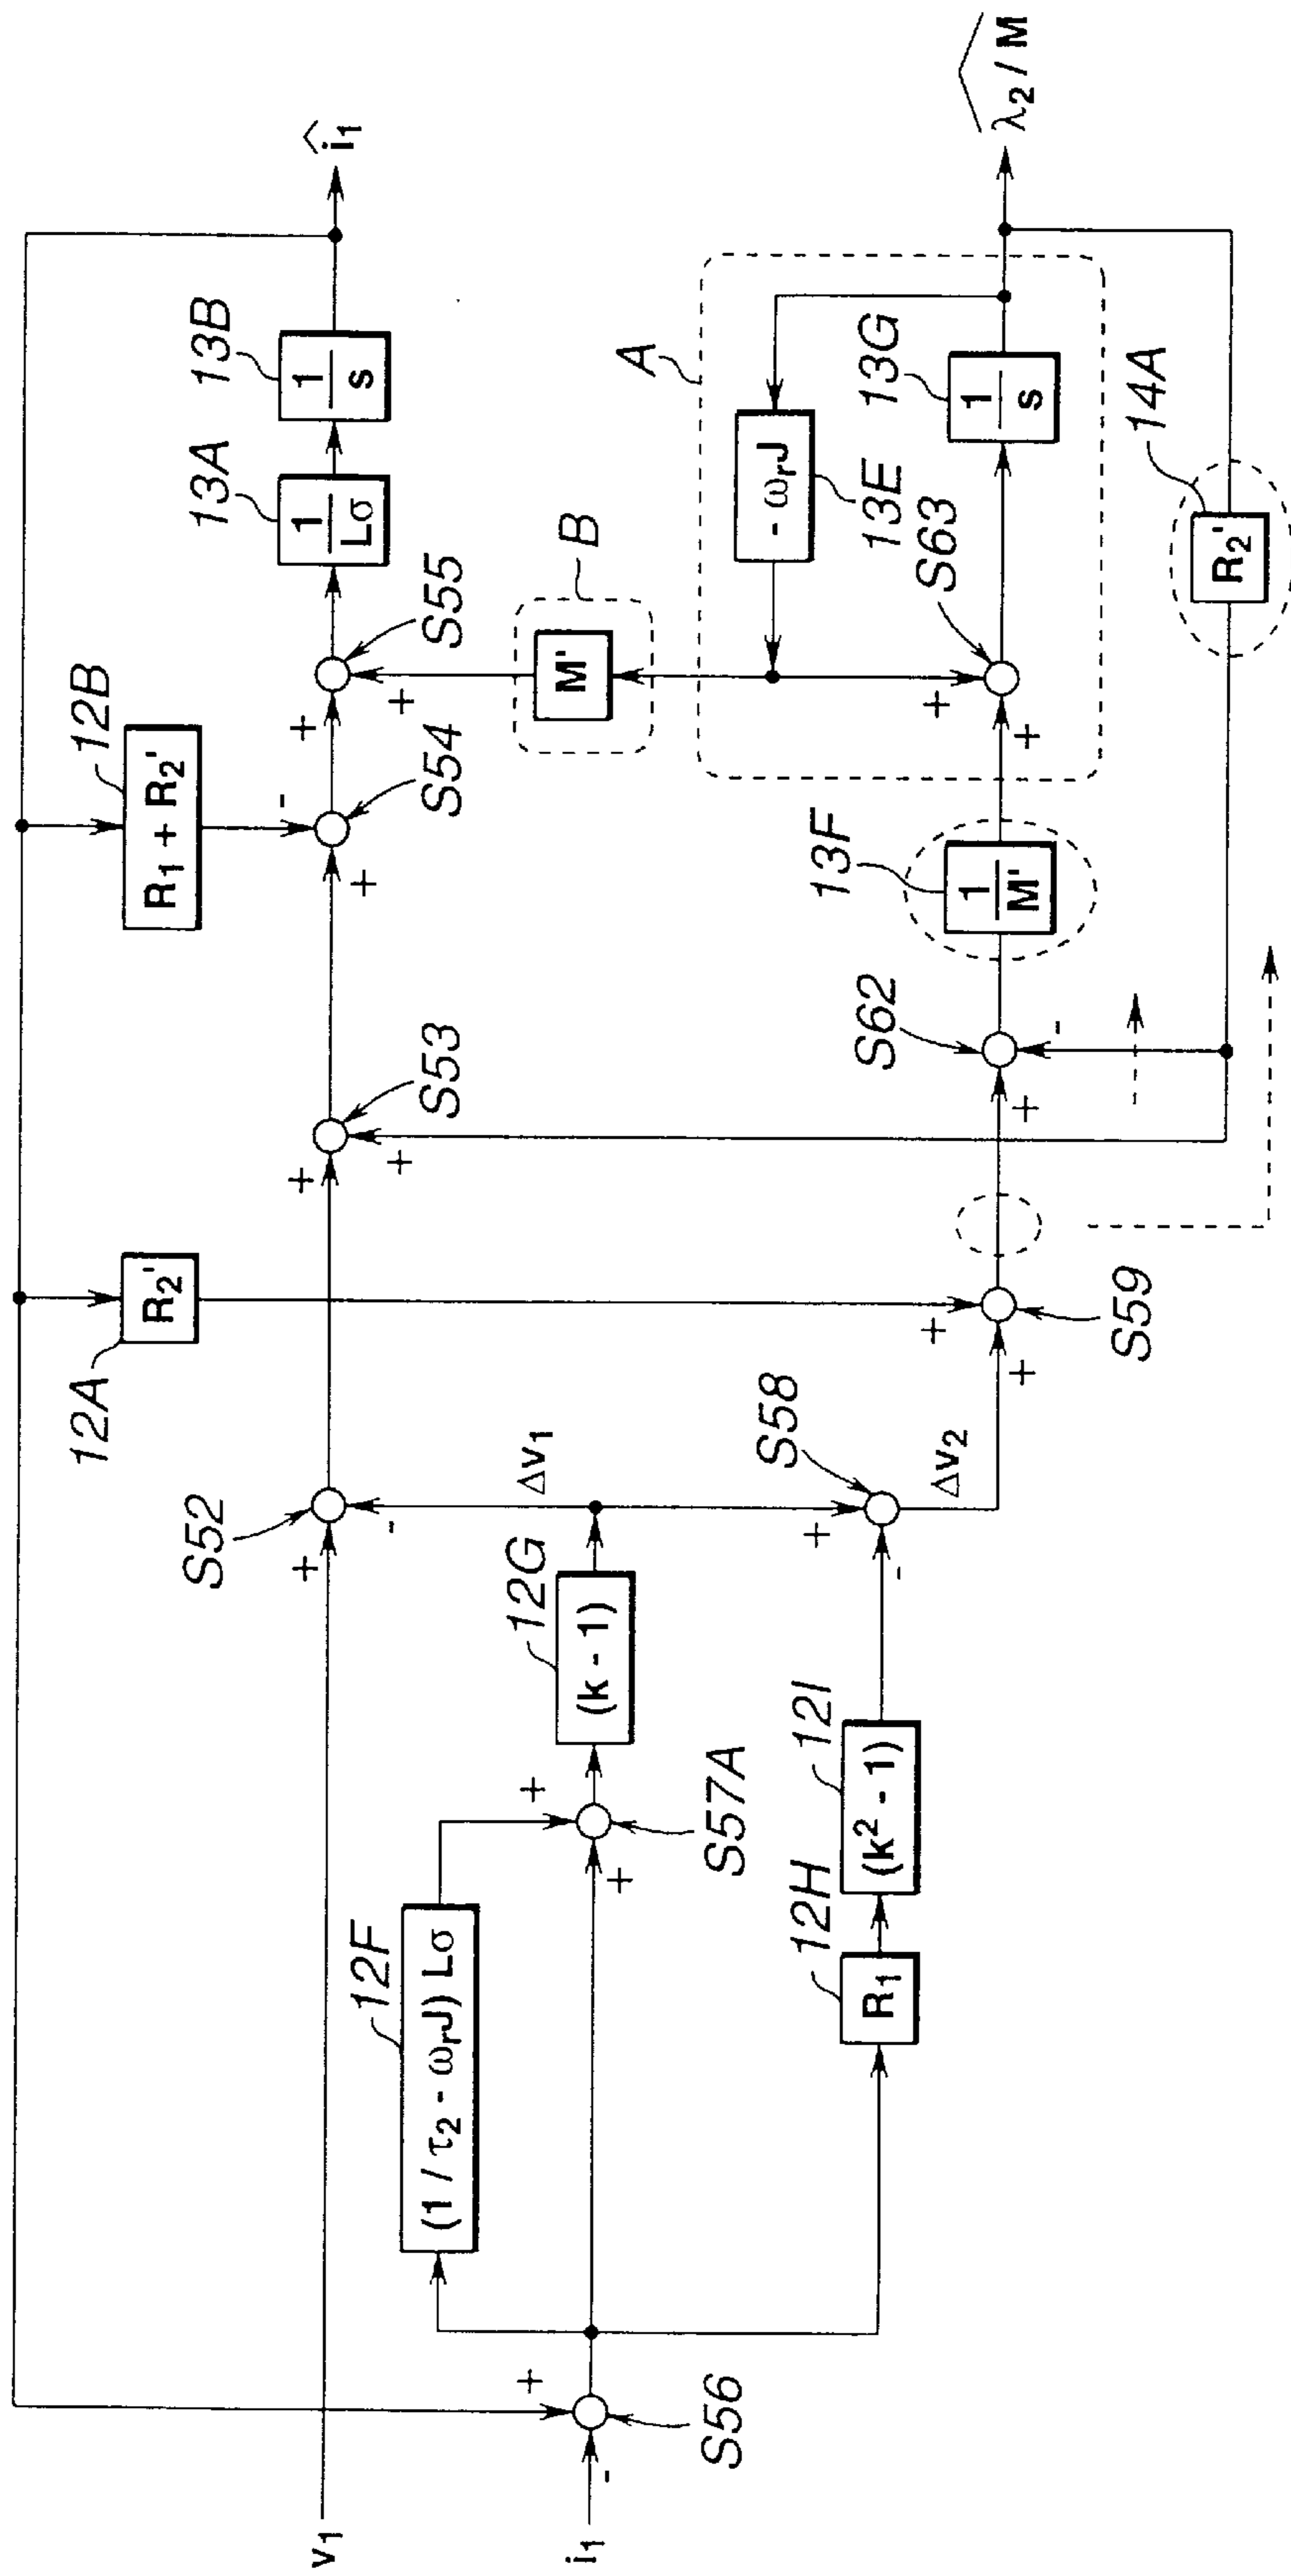 v₁
i₁
S56
+
-
12F
(1 / τ₂ - ωᵣJ) Lσ
12H
R₁
12I
(k² - 1)
S57A
+
+
12G
(k - 1)
Δv₁
S52
+
-
S58
+
-
Δv₂
12A
R₂'
S59
+
+
S53
+
+
S62
+
-
12B
R₁ + R₂'
S54
+
-
S55
+
+
13A
1
Lσ
13B
1
s
î₁
B
M'
13F
1
M'
A
- ωᵣJ
13E
S63
+
+
13G
1
s
14A
R₂'
λ₂ / M